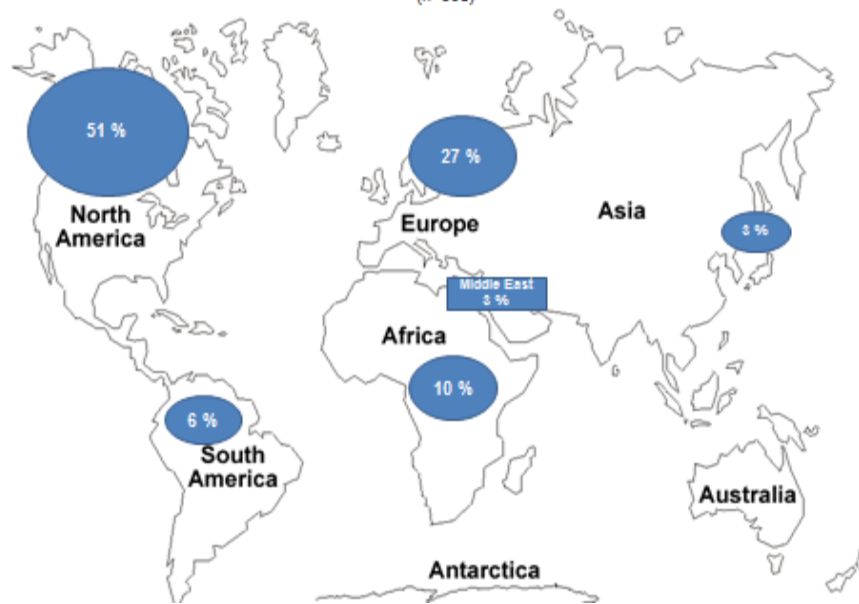 51 %
27 %
North
America
Europe
Asia
3 %
Middle East
3 %
Africa
10 %
6 %
South
America
Australia
Antarctica